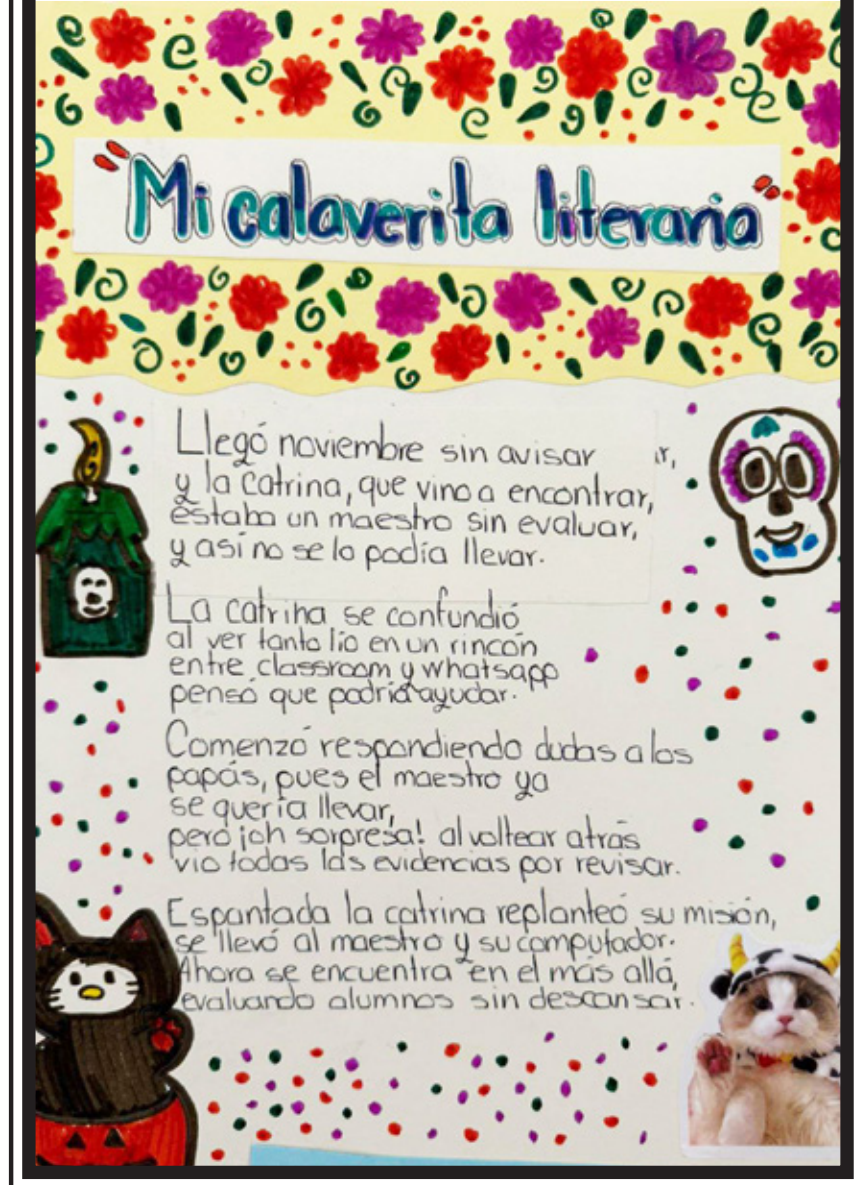 "Mi calaverita literaria"
Llegó noviembre sin avisar
r,
y la Catrina, que vino a encontrar,
estaba un maestro sin evaluar,
y así no se lo podía llevar.
La catrina se confundió
al ver tanto lío en un rincón
entre classroom y whatsapp
pensó que podría ayudar.
Comenzó respondiendo dudas a los
papás, pues el maestro ya
se quería llevar,
pero ¡oh sorpresa! al voltear atrás
vio todas las evidencias por revisar.
Espantada la catrina replanteó su misión,
se llevó al maestro y su computador.
Ahora se encuentra en el más allá,
evaluando alumnos sin descansar.